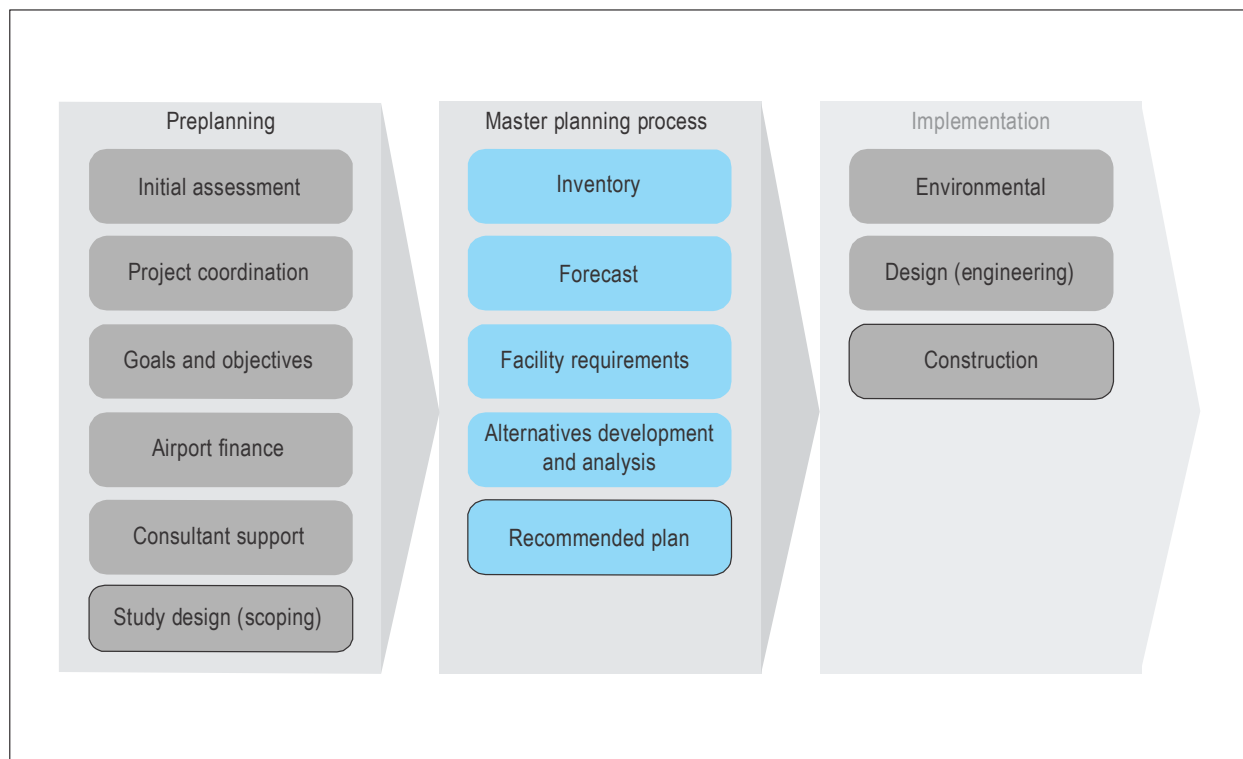 Preplanning
Initial assessment
Project coordination
Goals and objectives
Airport finance
Consultant support
Study design (scoping)
Master planning process
Inventory
Forecast
Facility requirements
Alternatives development
and analysis
Recommended plan
Implementation
Environmental
Design (engineering)
Construction